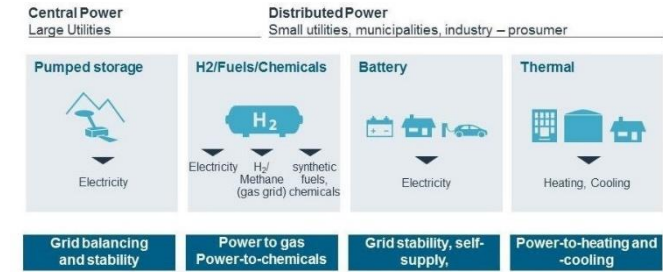 Central Power
Large Utilities
Distributed Power
Small utilities, municipalities, industry – prosumer
Pumped storage
Electricity
H2/Fuels/Chemicals
H2
Electricity
H2/
Methane
(gas grid)
synthetic
fuels,
chemicals
Battery
Electricity
Thermal
Heating, Cooling
Grid balancing
and stability
Power to gas
Power-to-chemicals
Grid stability, self-
supply,
Power-to-heating and
-cooling